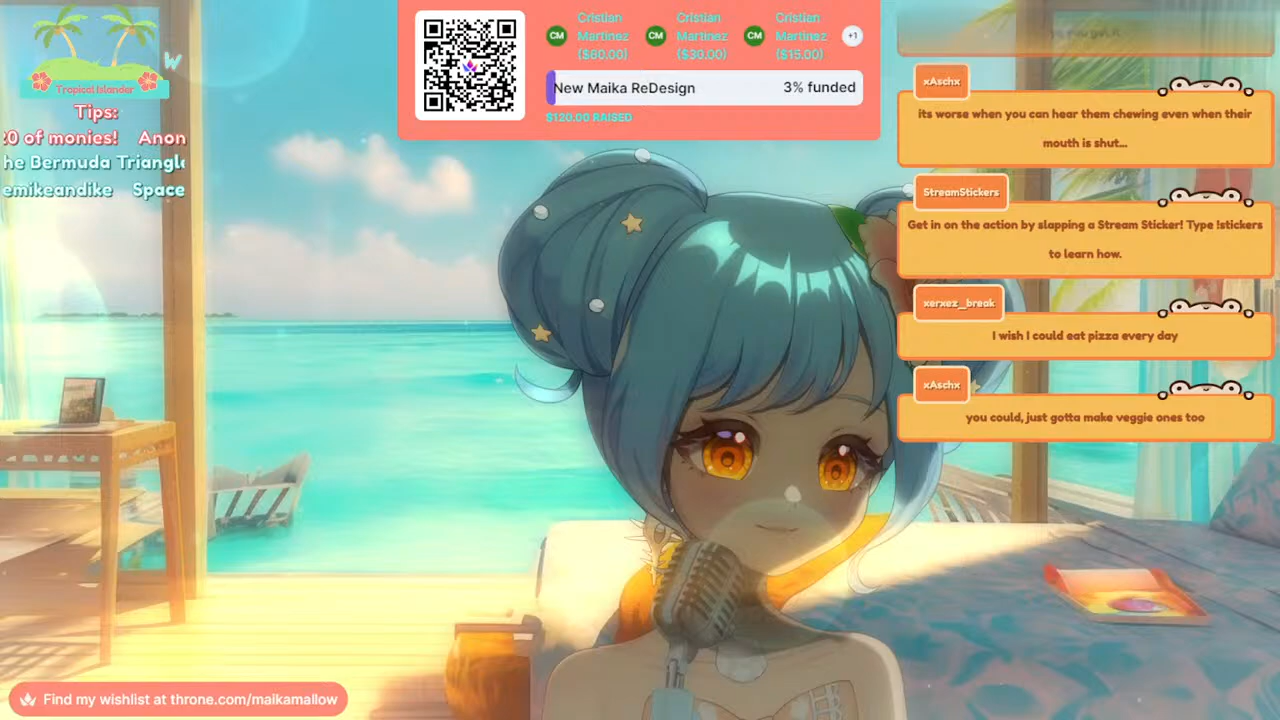 Tropical Islander
W
Tips:
0 of monies! Anon
he Bermuda Triangle
emikeandike Space
CM
Cristian
Martinez
($60.00)
CM
Cristian
Martinez
($30.00)
CM
Cristian
Martinez
($15.00)
+1
New Maika ReDesign
3% funded
$120.00 RAISED
xAschx
its worse when you can hear them chewing even when their
mouth is shut...
StreamStickers
Get in on the action by slapping a Stream Sticker! Type !stickers
to learn how.
xerxez_break
I wish I could eat pizza every day
xAschx
you could, just gotta make veggie ones too
Find my wishlist at throne.com/maikamallow